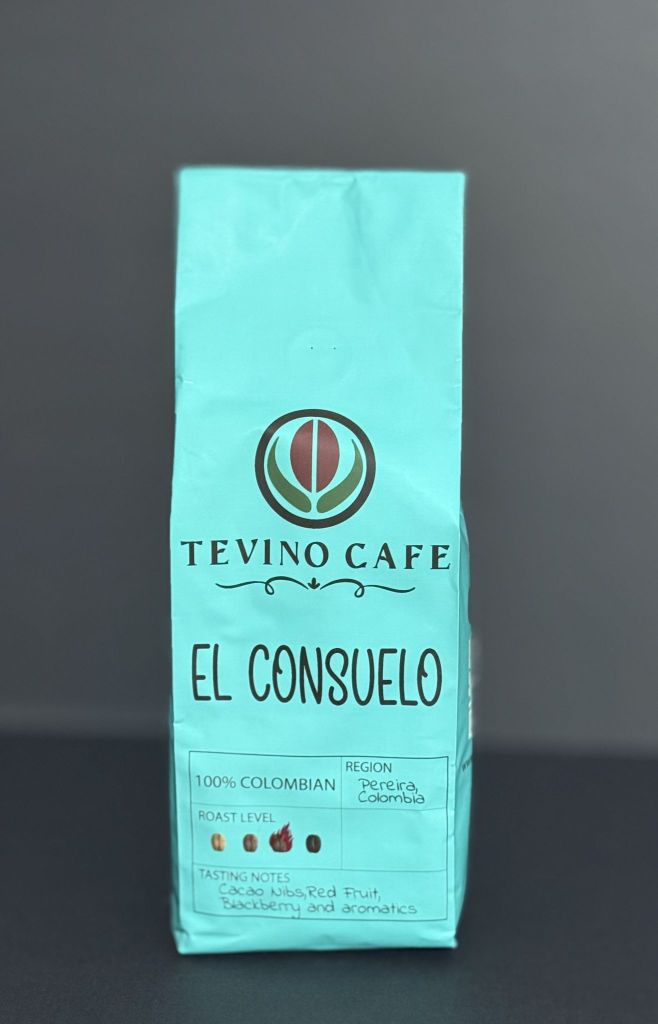 TEVINO CAFE
EL CONSUELO
100% COLOMBIAN
REGION
Pereira,
Colombia
ROAST LEVEL
TASTING NOTES
Cacao Nibs,Red Fruit,
Blackberry and aromatics